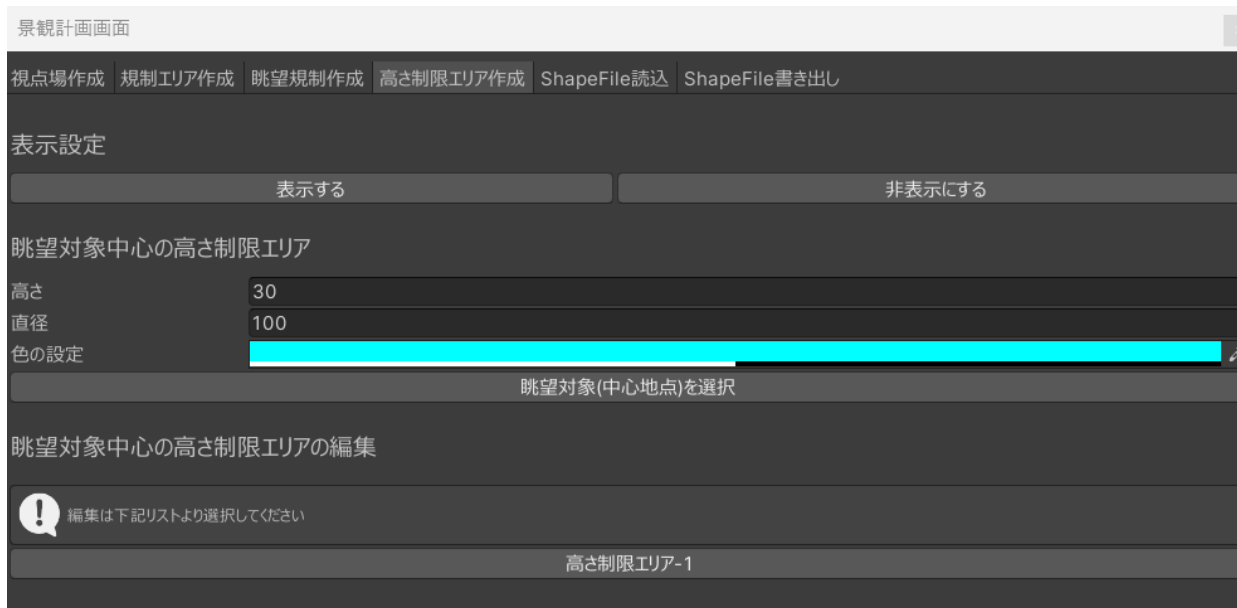 景観計画画面
視点場作成 規制エリア作成 眺望規制作成 高さ制限エリア作成 ShapeFile読込 ShapeFile書き出し
表示設定
表示する 非表示にする
眺望対象中心の高さ制限エリア
高さ 30
直径 100
色の設定
眺望対象(中心地点)を選択
眺望対象中心の高さ制限エリアの編集
編集は下記リストより選択してください
高さ制限エリア-1